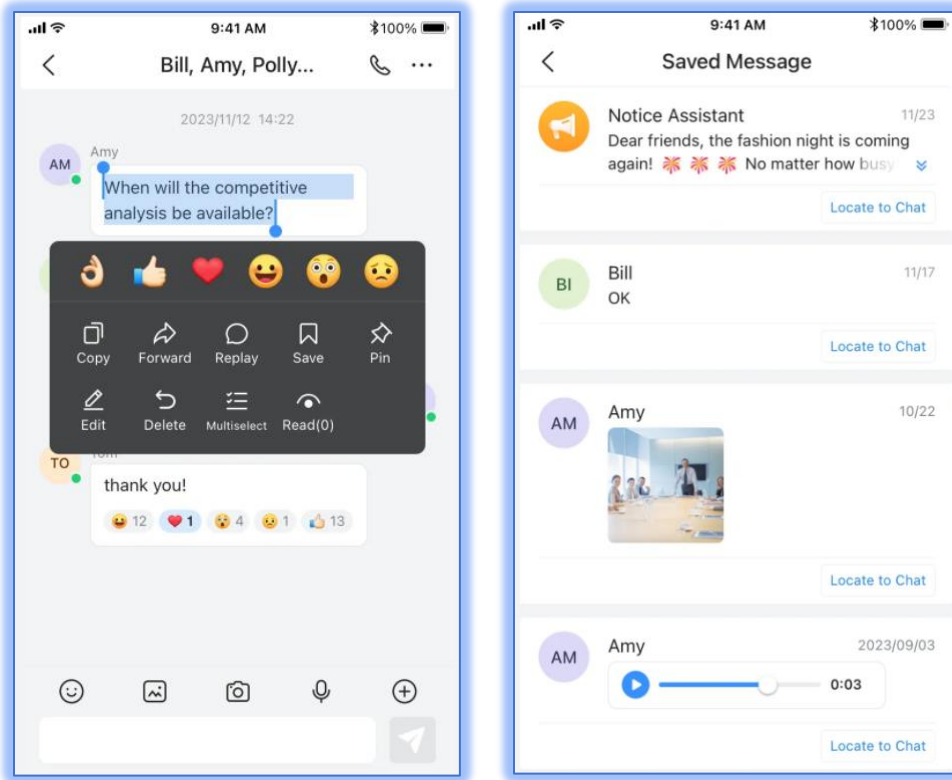 9:41 AM
100%
Bill, Amy, Polly...
2023/11/12 14:22
Amy
AM
When will the competitive
analysis be available?
Copy
Forward
Replay
Save
Pin
Edit
Delete
Multiselect
Read(0)
TO
thank you!
12
1
4
1
13
9:41 AM
100%
Saved Message
Notice Assistant
11/23
Dear friends, the fashion night is coming
again! No matter how busy
Locate to Chat
BI
Bill
11/17
OK
Locate to Chat
AM
Amy
10/22
Locate to Chat
AM
Amy
2023/09/03
0:03
Locate to Chat